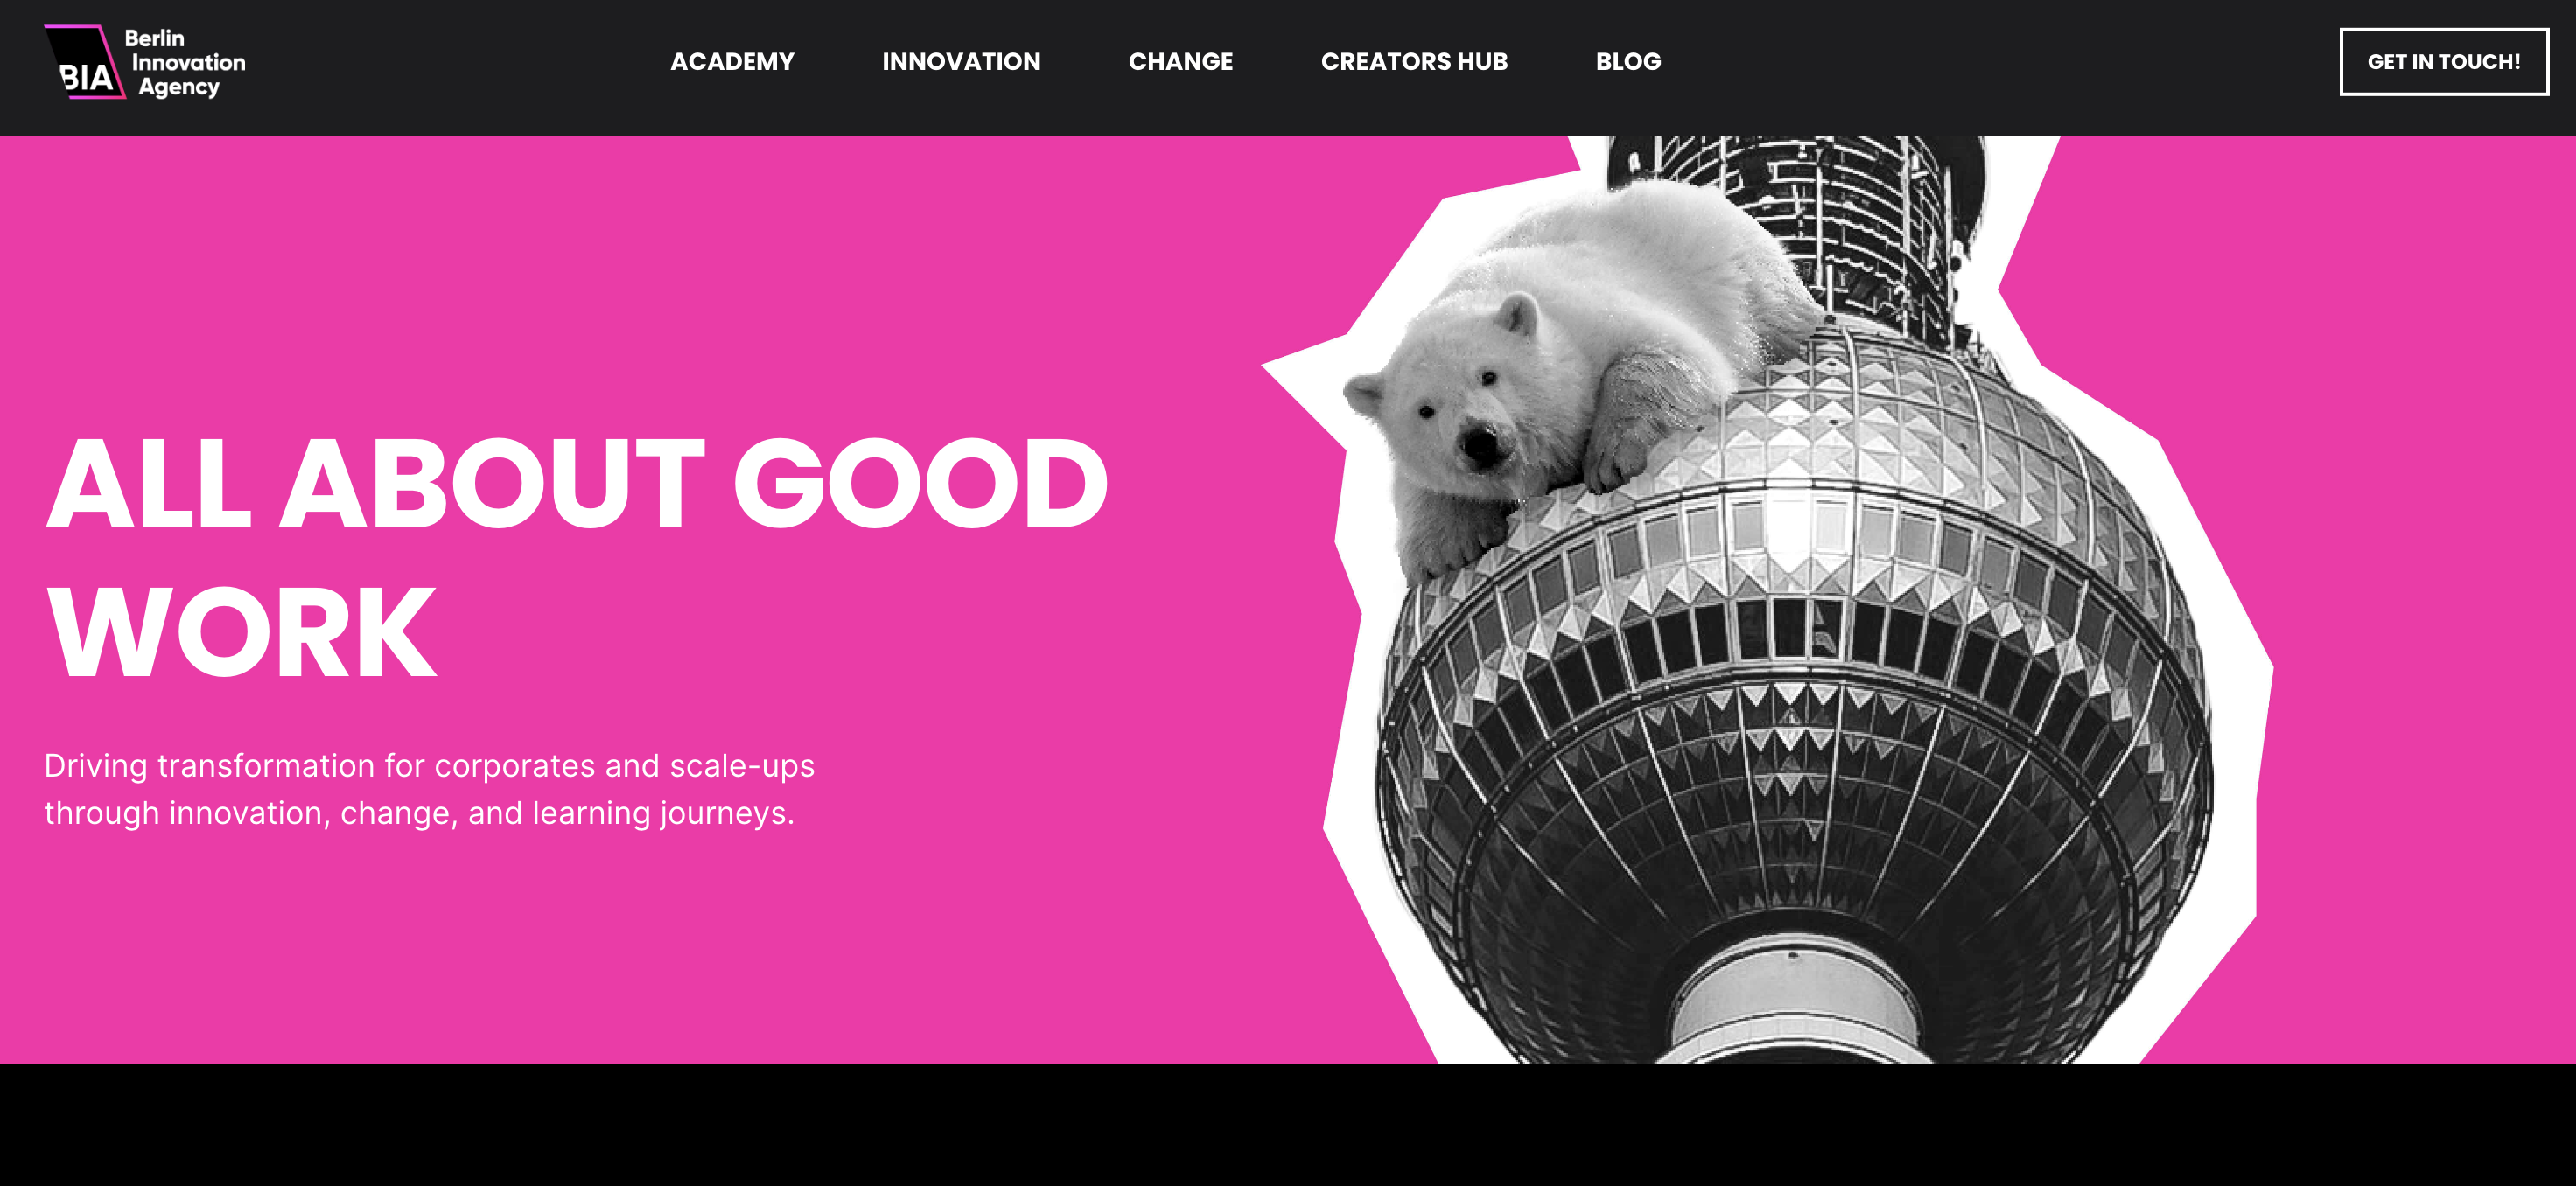 BIA
Berlin
Innovation
Agency
ACADEMY
INNOVATION
CHANGE
CREATORS HUB
BLOG
GET IN TOUCH!
ALL ABOUT GOOD
WORK
Driving transformation for corporates and scale-ups
through innovation, change, and learning journeys.